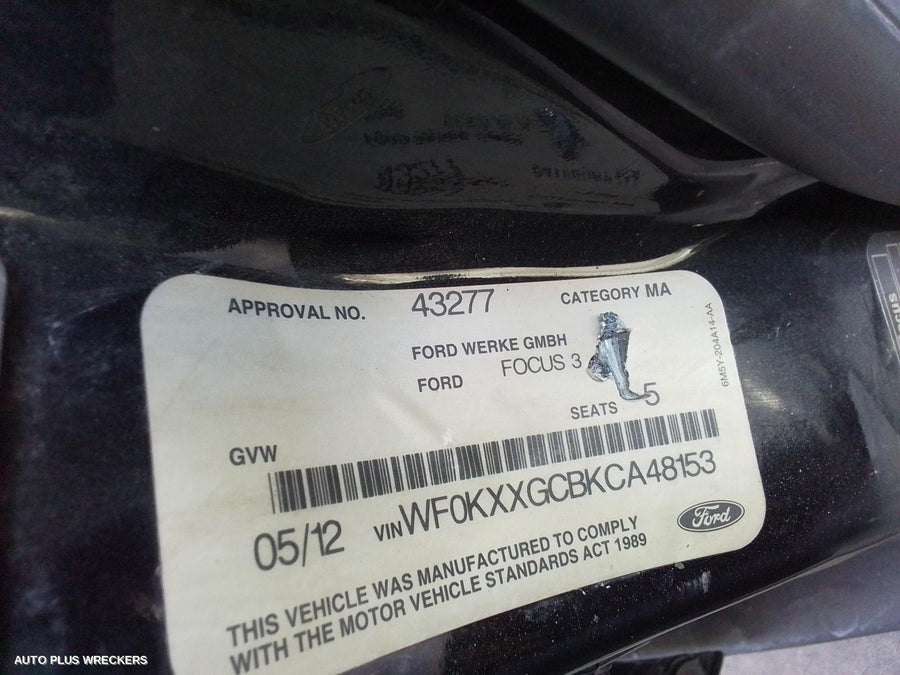 APPROVAL NO. 43277 CATEGORY MA
FORD WERKE GMBH
FORD FOCUS 3
SEATS 5
GVW
05/12 VIN WF0KXXGCBKCA48153
Ford
THIS VEHICLE WAS MANUFACTURED TO COMPLY
WITH THE MOTOR VEHICLE STANDARDS ACT 1989
6M5Y-204A14-AA
AUTO PLUS WRECKERS